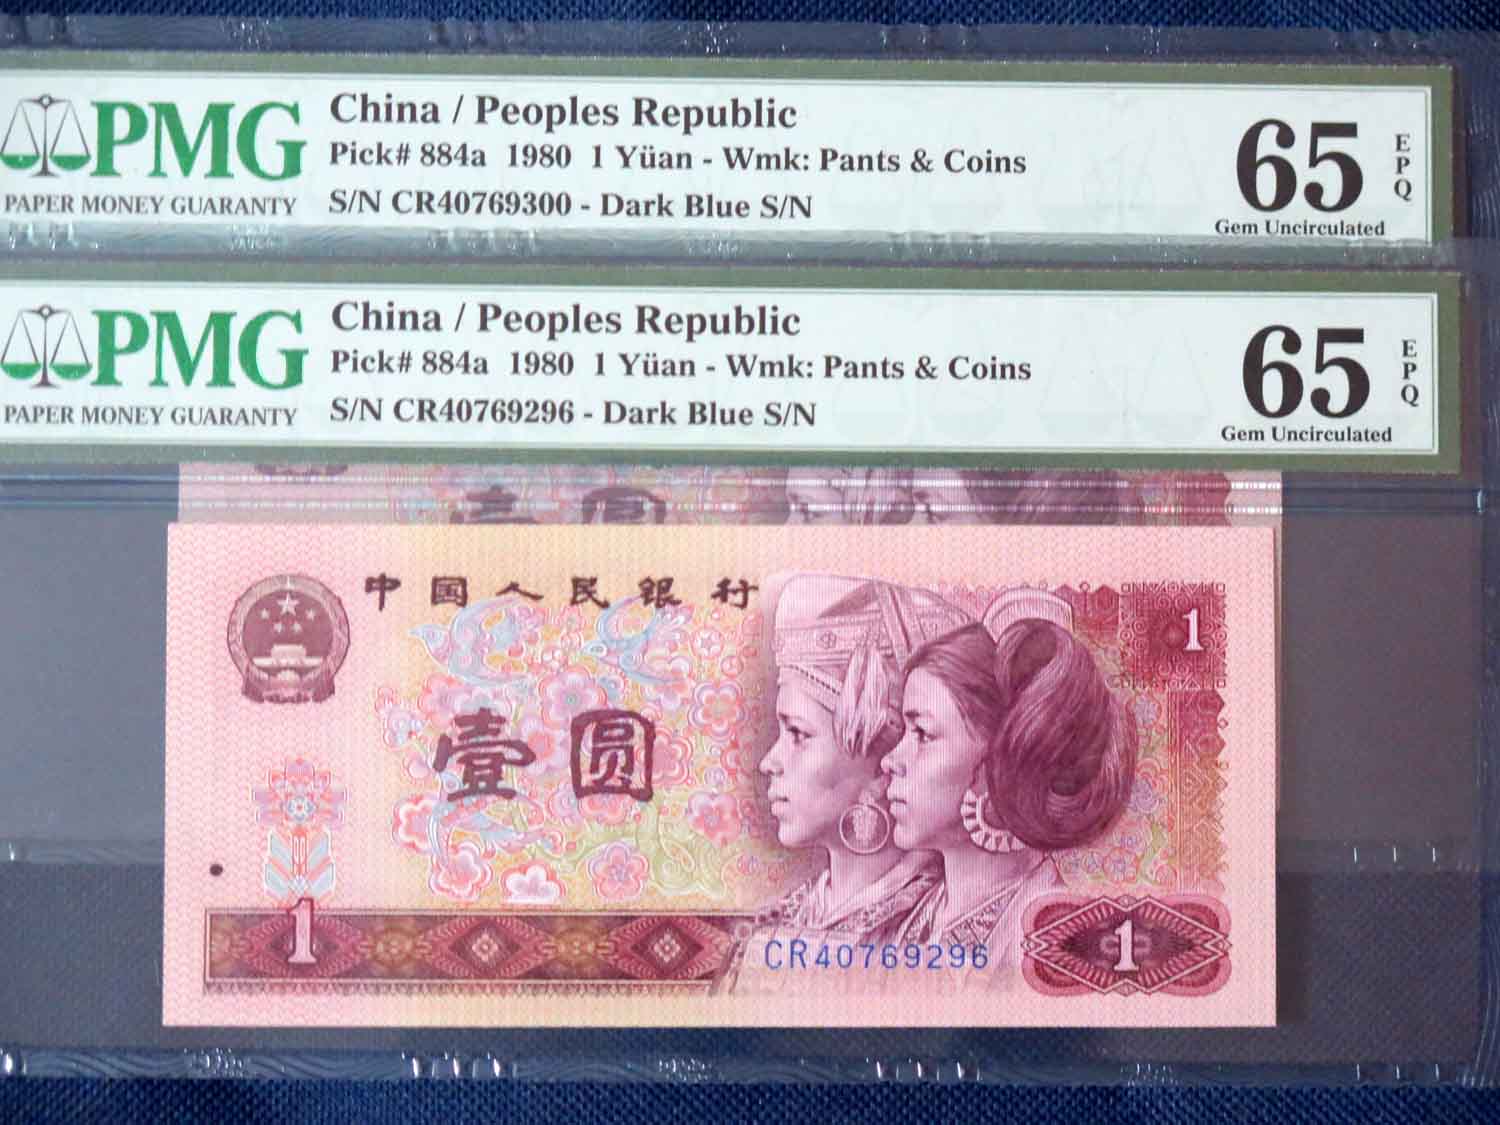 PMG
PAPER MONEY GUARANTY
China / Peoples Republic
Pick# 884a 1980 1 Yüan - Wmk: Pants & Coins
S/N CR40769300 - Dark Blue S/N
65
EPQ
Gem Uncirculated
PMG
PAPER MONEY GUARANTY
China / Peoples Republic
Pick# 884a 1980 1 Yüan - Wmk: Pants & Coins
S/N CR40769296 - Dark Blue S/N
65
EPQ
Gem Uncirculated
壹圆
中国人民银行
1
壹圆
1
CR40769296
1